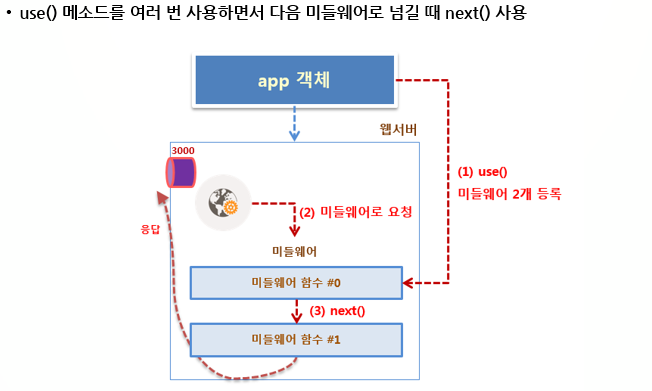 • use() 메소드를 여러 번 사용하면서 다음 미들웨어로 넘길 때 next() 사용
app 객체
웹서버
3000
(1) use()
미들웨어 2개 등록
(2) 미들웨어로 요청
응답
미들웨어
미들웨어 함수 #0
(3) next()
미들웨어 함수 #1